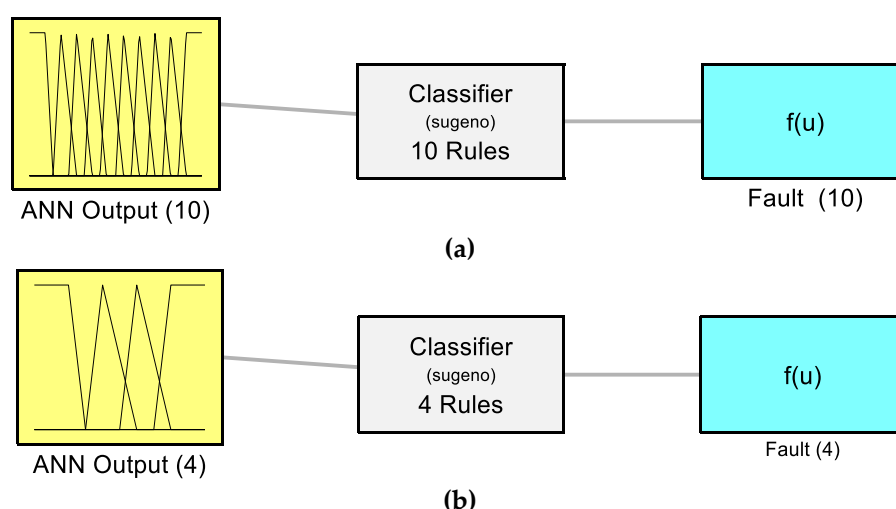 Classifier
(sugeno)
10 Rules
f(u)
ANN Output (10)
Fault (10)
(a)
Classifier
(sugeno)
4 Rules
f(u)
Fault (4)
ANN Output (4)
(b)